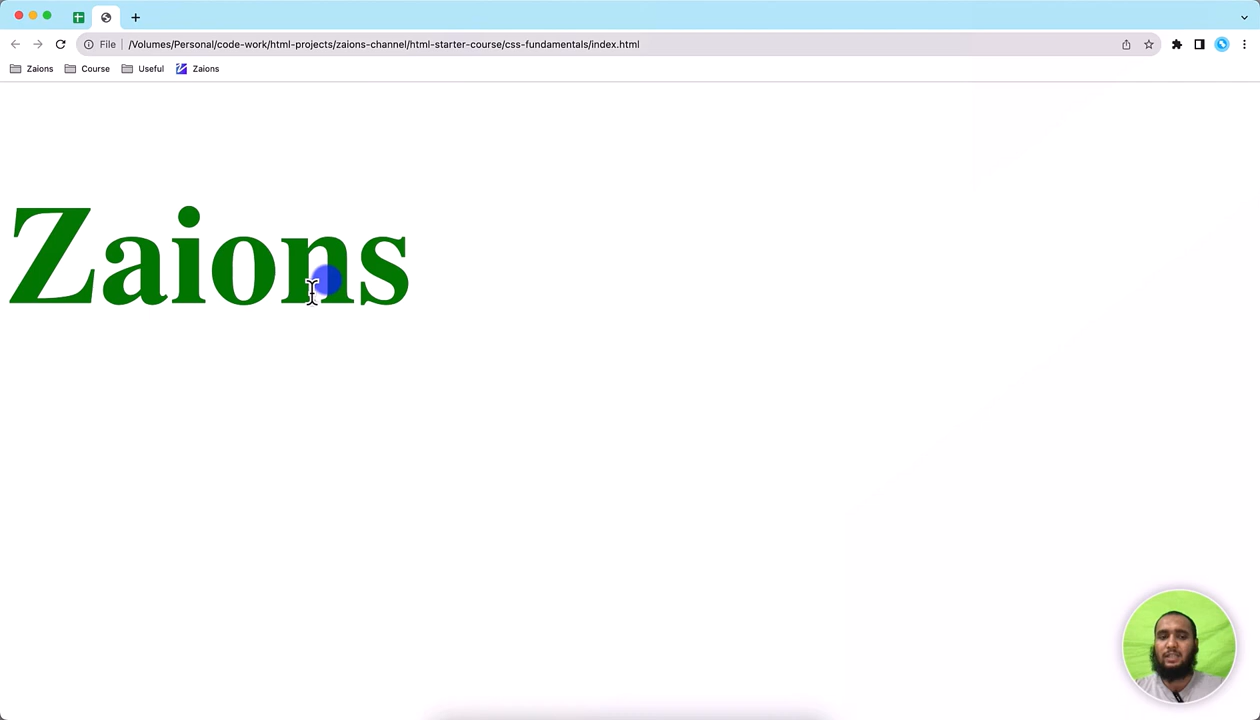 File /Volumes/Personal/code-work/html-projects/zaions-channel/html-starter-course/css-fundamentals/index.html
Zaions Course Useful Zaions
Zaions